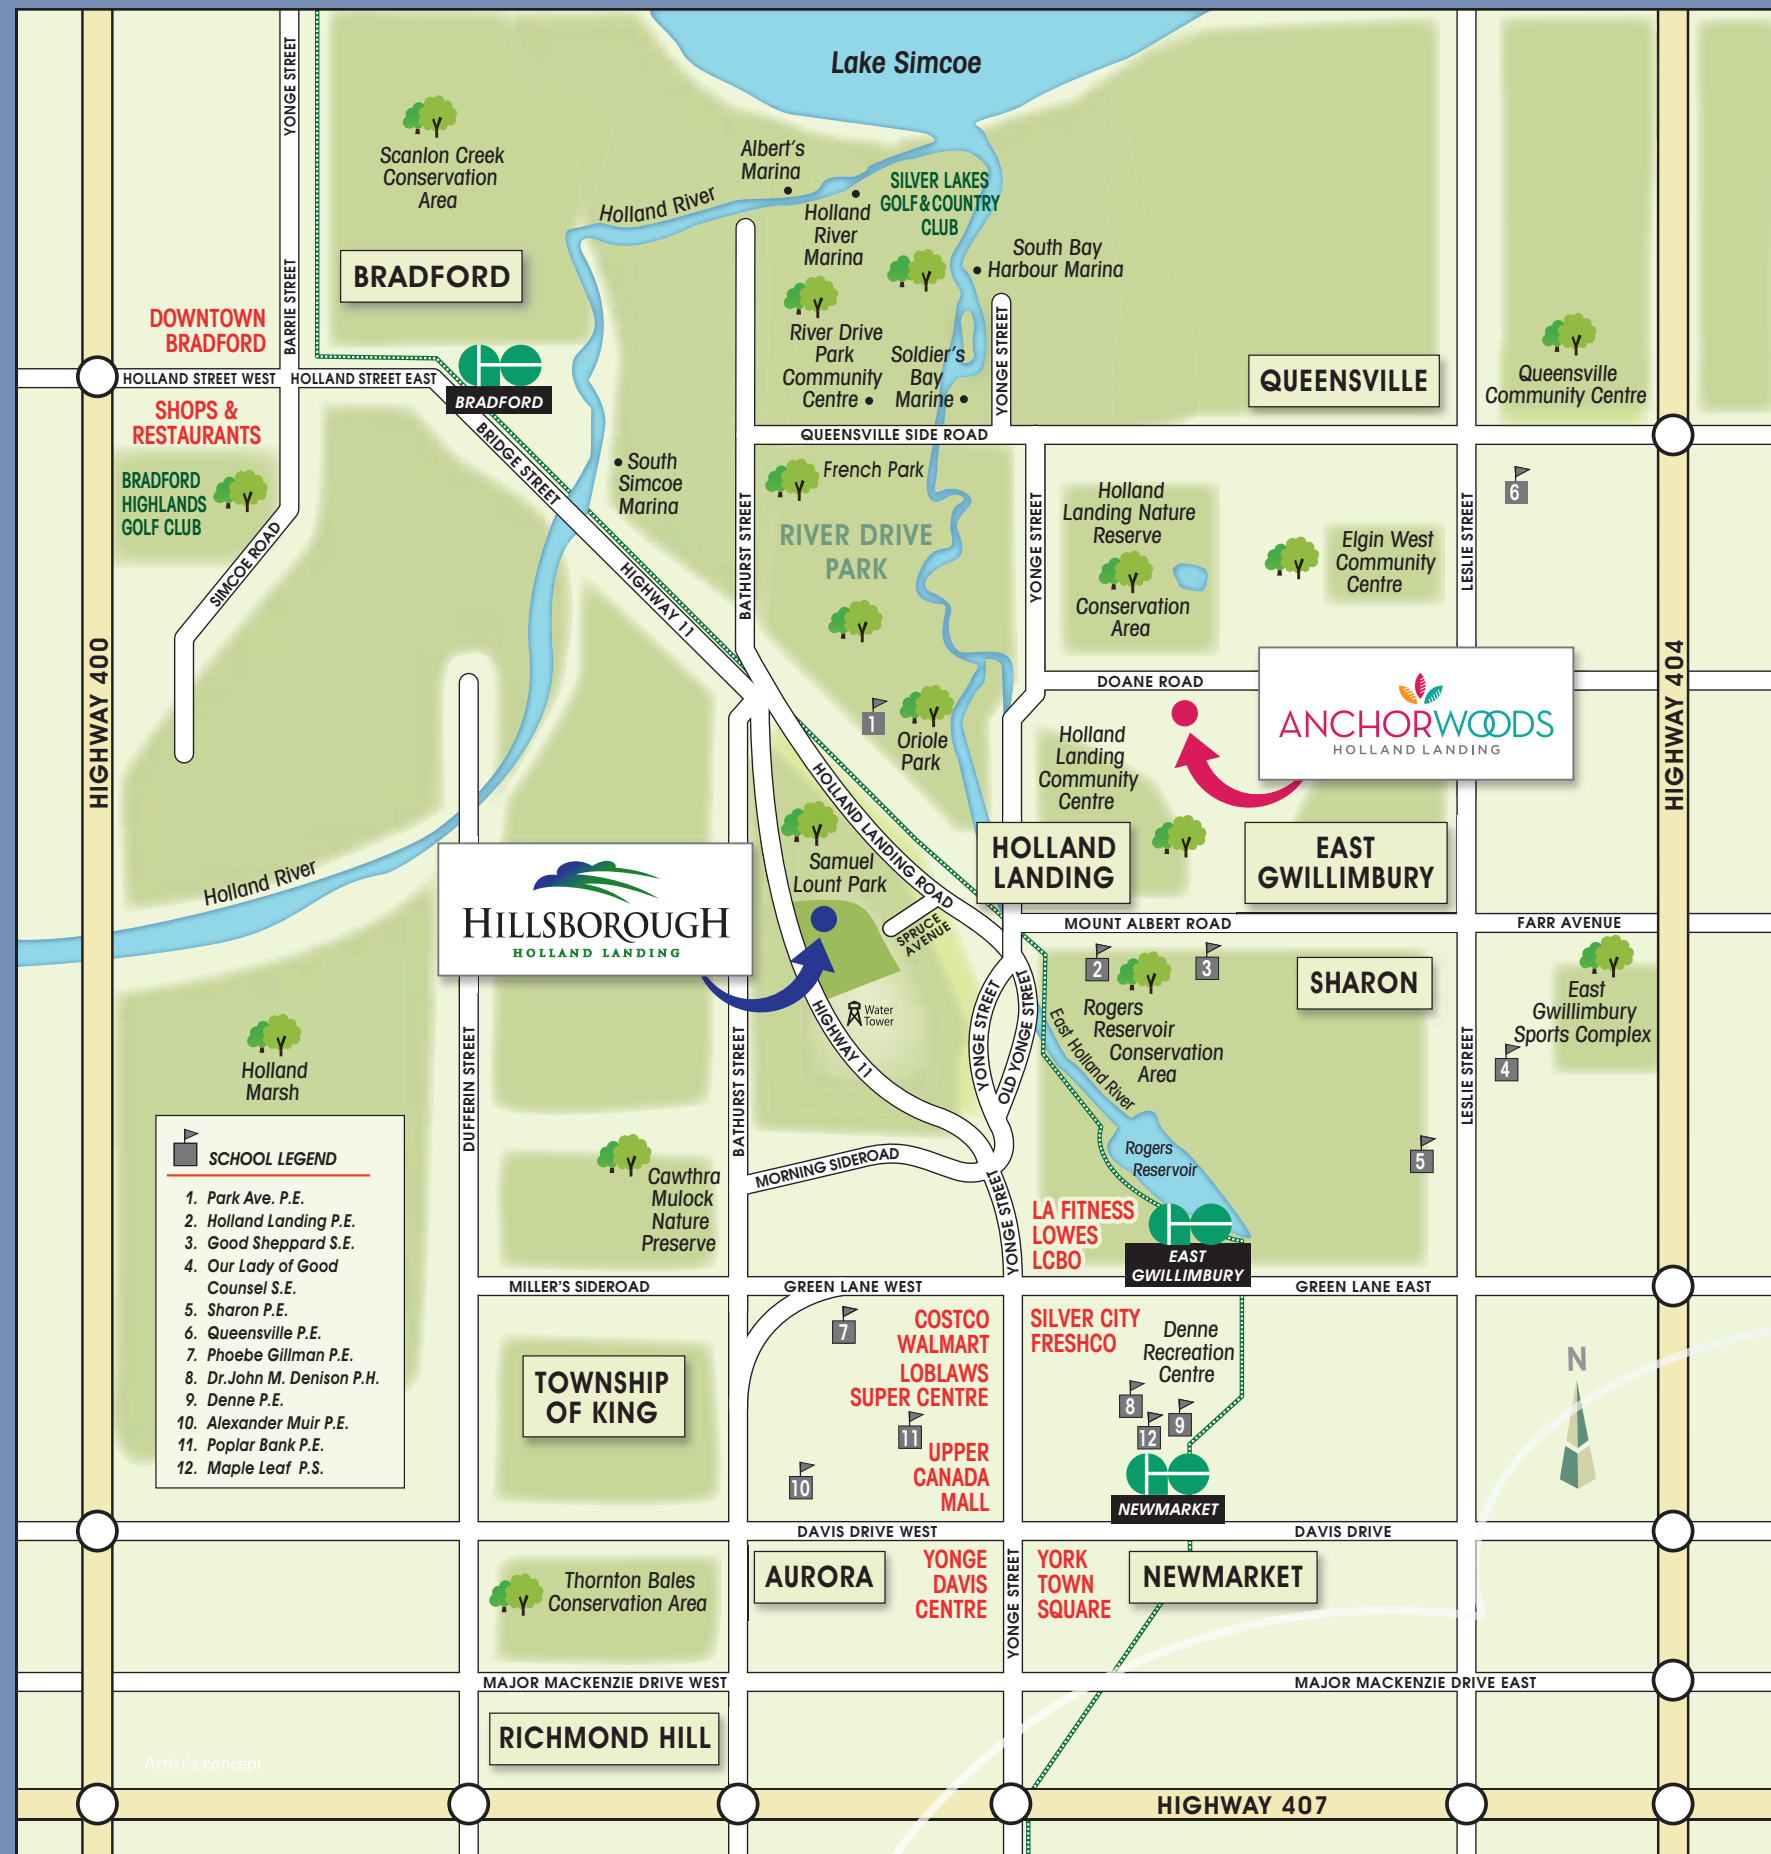 Lake Simcoe
YONGE STREET
Scanlon Creek
Conservation
Area
Albert's
Marina
Holland River
Holland
River
Marina
SILVER LAKES
GOLF & COUNTRY
CLUB
South Bay
Harbour Marina
BRADFORD
BARRIE STREET
DOWNTOWN
BRADFORD
River Drive
Park
Community
Centre
Soldier's
Bay
Marine
YONGE STREET
QUEENSVILLE
Queensville
Community Centre
HOLLAND STREET WEST
HOLLAND STREET EAST
BRADFORD
SHOPS &
RESTAURANTS
BRIDGE STREET
QUEENSVILLE SIDE ROAD
BRADFORD
HIGHLANDS
GOLF CLUB
South
Simcoe
Marina
French Park
RIVER DRIVE
PARK
BATHURST STREET
YONGE STREET
Holland
Landing Nature
Reserve
Conservation
Area
Elgin West
Community
Centre
LESLIE STREET
6
SIMCOE ROAD
HIGHWAY 11
HIGHWAY 400
HIGHWAY 404
DOANE ROAD
ANCHORWOODS
HOLLAND LANDING
1
Oriole
Park
Holland
Landing
Community
Centre
HOLLAND LANDING ROAD
Samuel
Lount Park
HOLLAND
LANDING
EAST
GWILLIMBURY
Holland River
HILLSBOROUGH
HOLLAND LANDING
SPRUCE
AVENUE
MOUNT ALBERT ROAD
FARR AVENUE
2
3
SHARON
East
Gwillimbury
Sports Complex
4
Water
Tower
HIGHWAY 11
YONGE STREET
OLD YONGE STREET
East Holland River
Rogers
Reservoir
Conservation
Area
LESLIE STREET
Holland
Marsh
DUFFERIN STREET
BATHURST STREET
5
Rogers
Reservoir
MORNING SIDEROAD
Cawthra
Mulock
Nature
Preserve
YONGE STREET
LA FITNESS
LOWES
LCBO
EAST
GWILLIMBURY
SCHOOL LEGEND
1. Park Ave. P.E.
2. Holland Landing P.E.
3. Good Sheppard S.E.
4. Our Lady of Good
Counsel S.E.
5. Sharon P.E.
6. Queensville P.E.
7. Phoebe Gillman P.E.
8. Dr.John M. Denison P.H.
9. Denne P.E.
10. Alexander Muir P.E.
11. Poplar Bank P.E.
12. Maple Leaf P.S.
MILLER'S SIDEROAD
GREEN LANE WEST
GREEN LANE EAST
7
COSTCO
WALMART
LOBLAWS
SUPER CENTRE
SILVER CITY
FRESHCO
Denne
Recreation
Centre
N
TOWNSHIP
OF KING
8
9
12
11
UPPER
CANADA
MALL
10
NEWMARKET
DAVIS DRIVE WEST
DAVIS DRIVE
Thornton Bales
Conservation Area
AURORA
YONGE
DAVIS
CENTRE
YONGE STREET
YORK
TOWN
SQUARE
NEWMARKET
MAJOR MACKENZIE DRIVE WEST
MAJOR MACKENZIE DRIVE EAST
RICHMOND HILL
Artist's concept
HIGHWAY 407